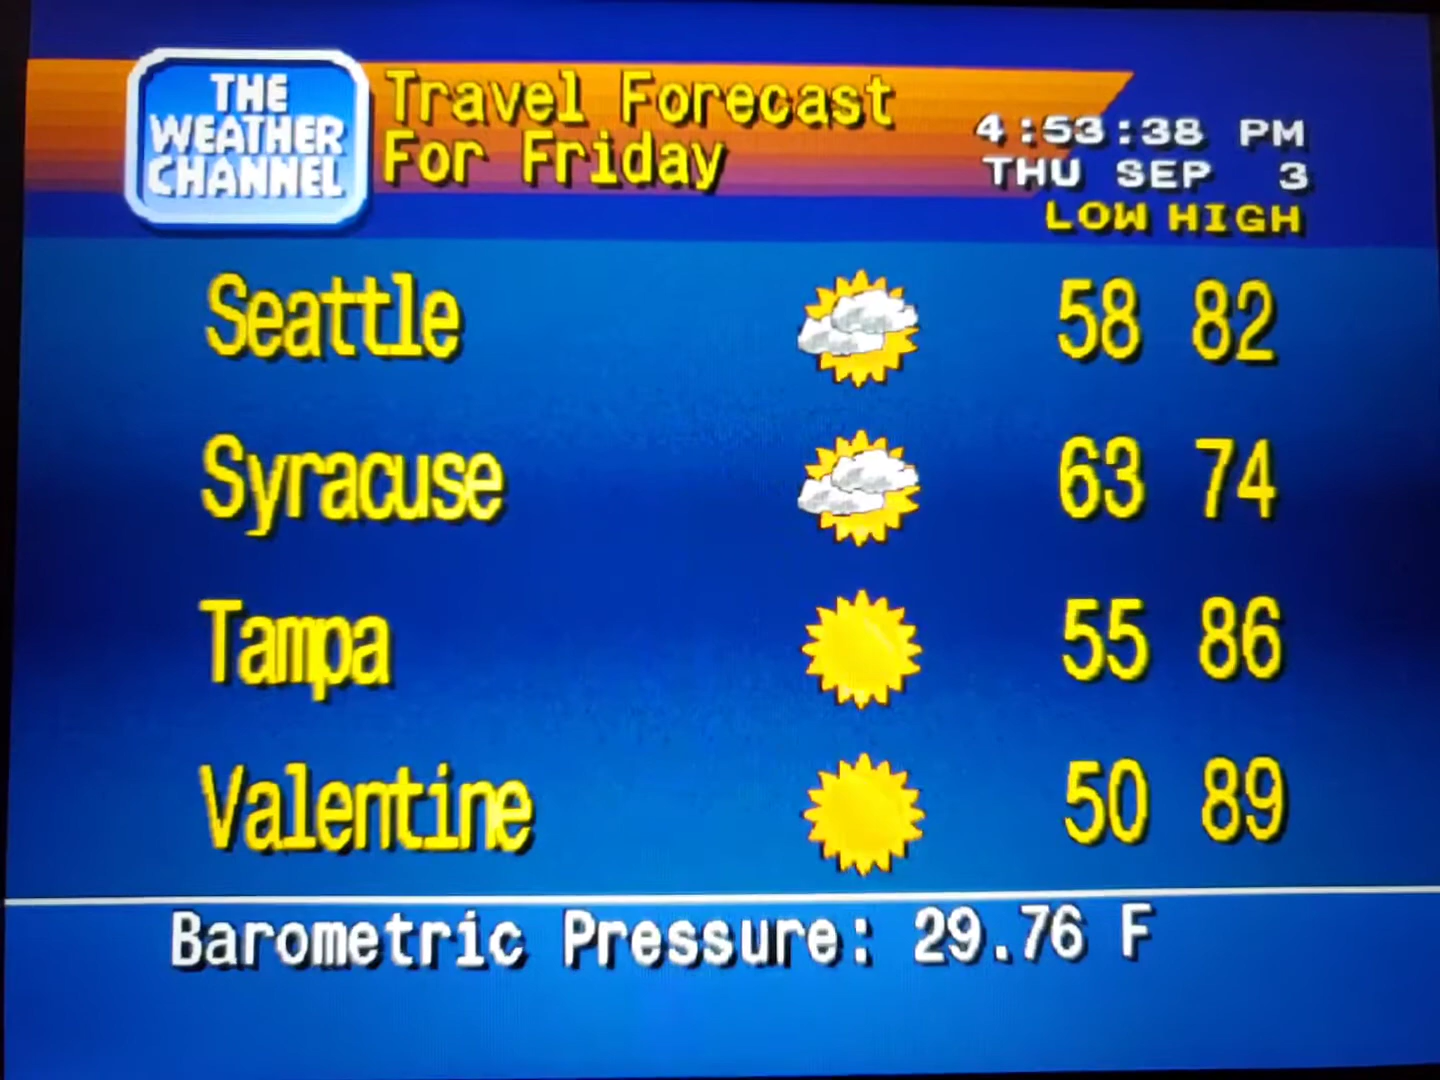 THE
WEATHER
CHANNEL
Travel Forecast
For Friday
4:53:38 PM
THU SEP 3
LOW HIGH
Seattle 58 82
Syracuse 63 74
Tampa 55 86
Valentine 50 89
Barometric Pressure: 29.76 F